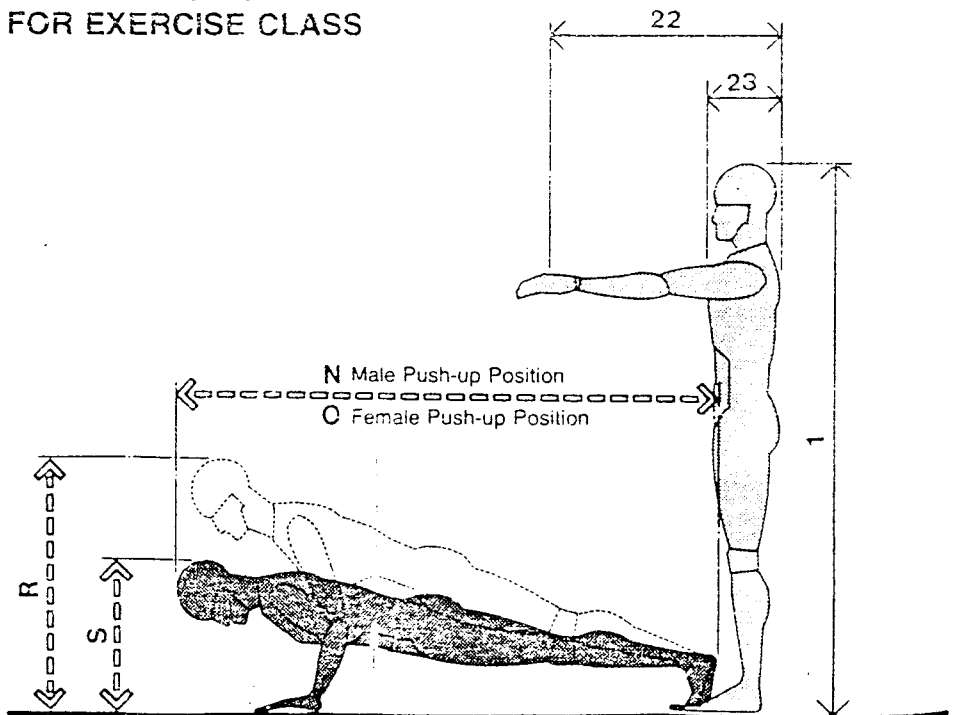 FOR EXERCISE CLASS
22
23
N Male Push-up Position
O Female Push-up Position
1
R
S